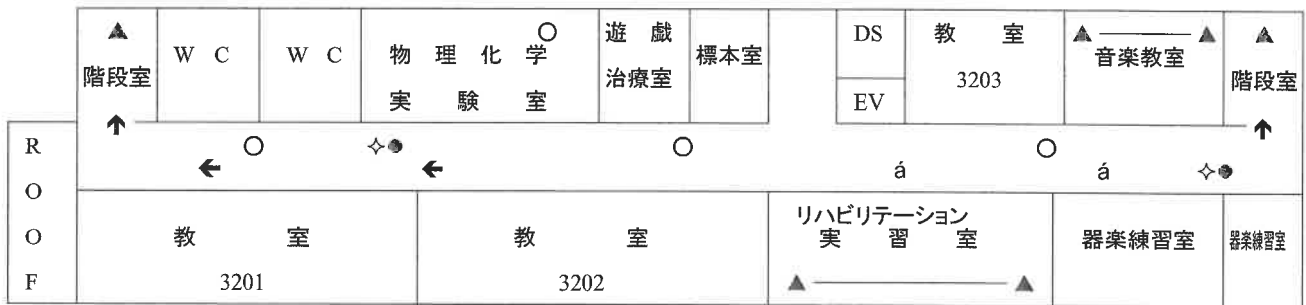 階段室
W C
W C
物 理 化 学
実 験 室
遊 戯
治療室
標本室
DS
EV
教 室
3203
音楽教室
階段室
R
O
O
F
á
á
教 室
3201
教 室
3202
リハビリテーション
実 習 室
器楽練習室
器楽練習室